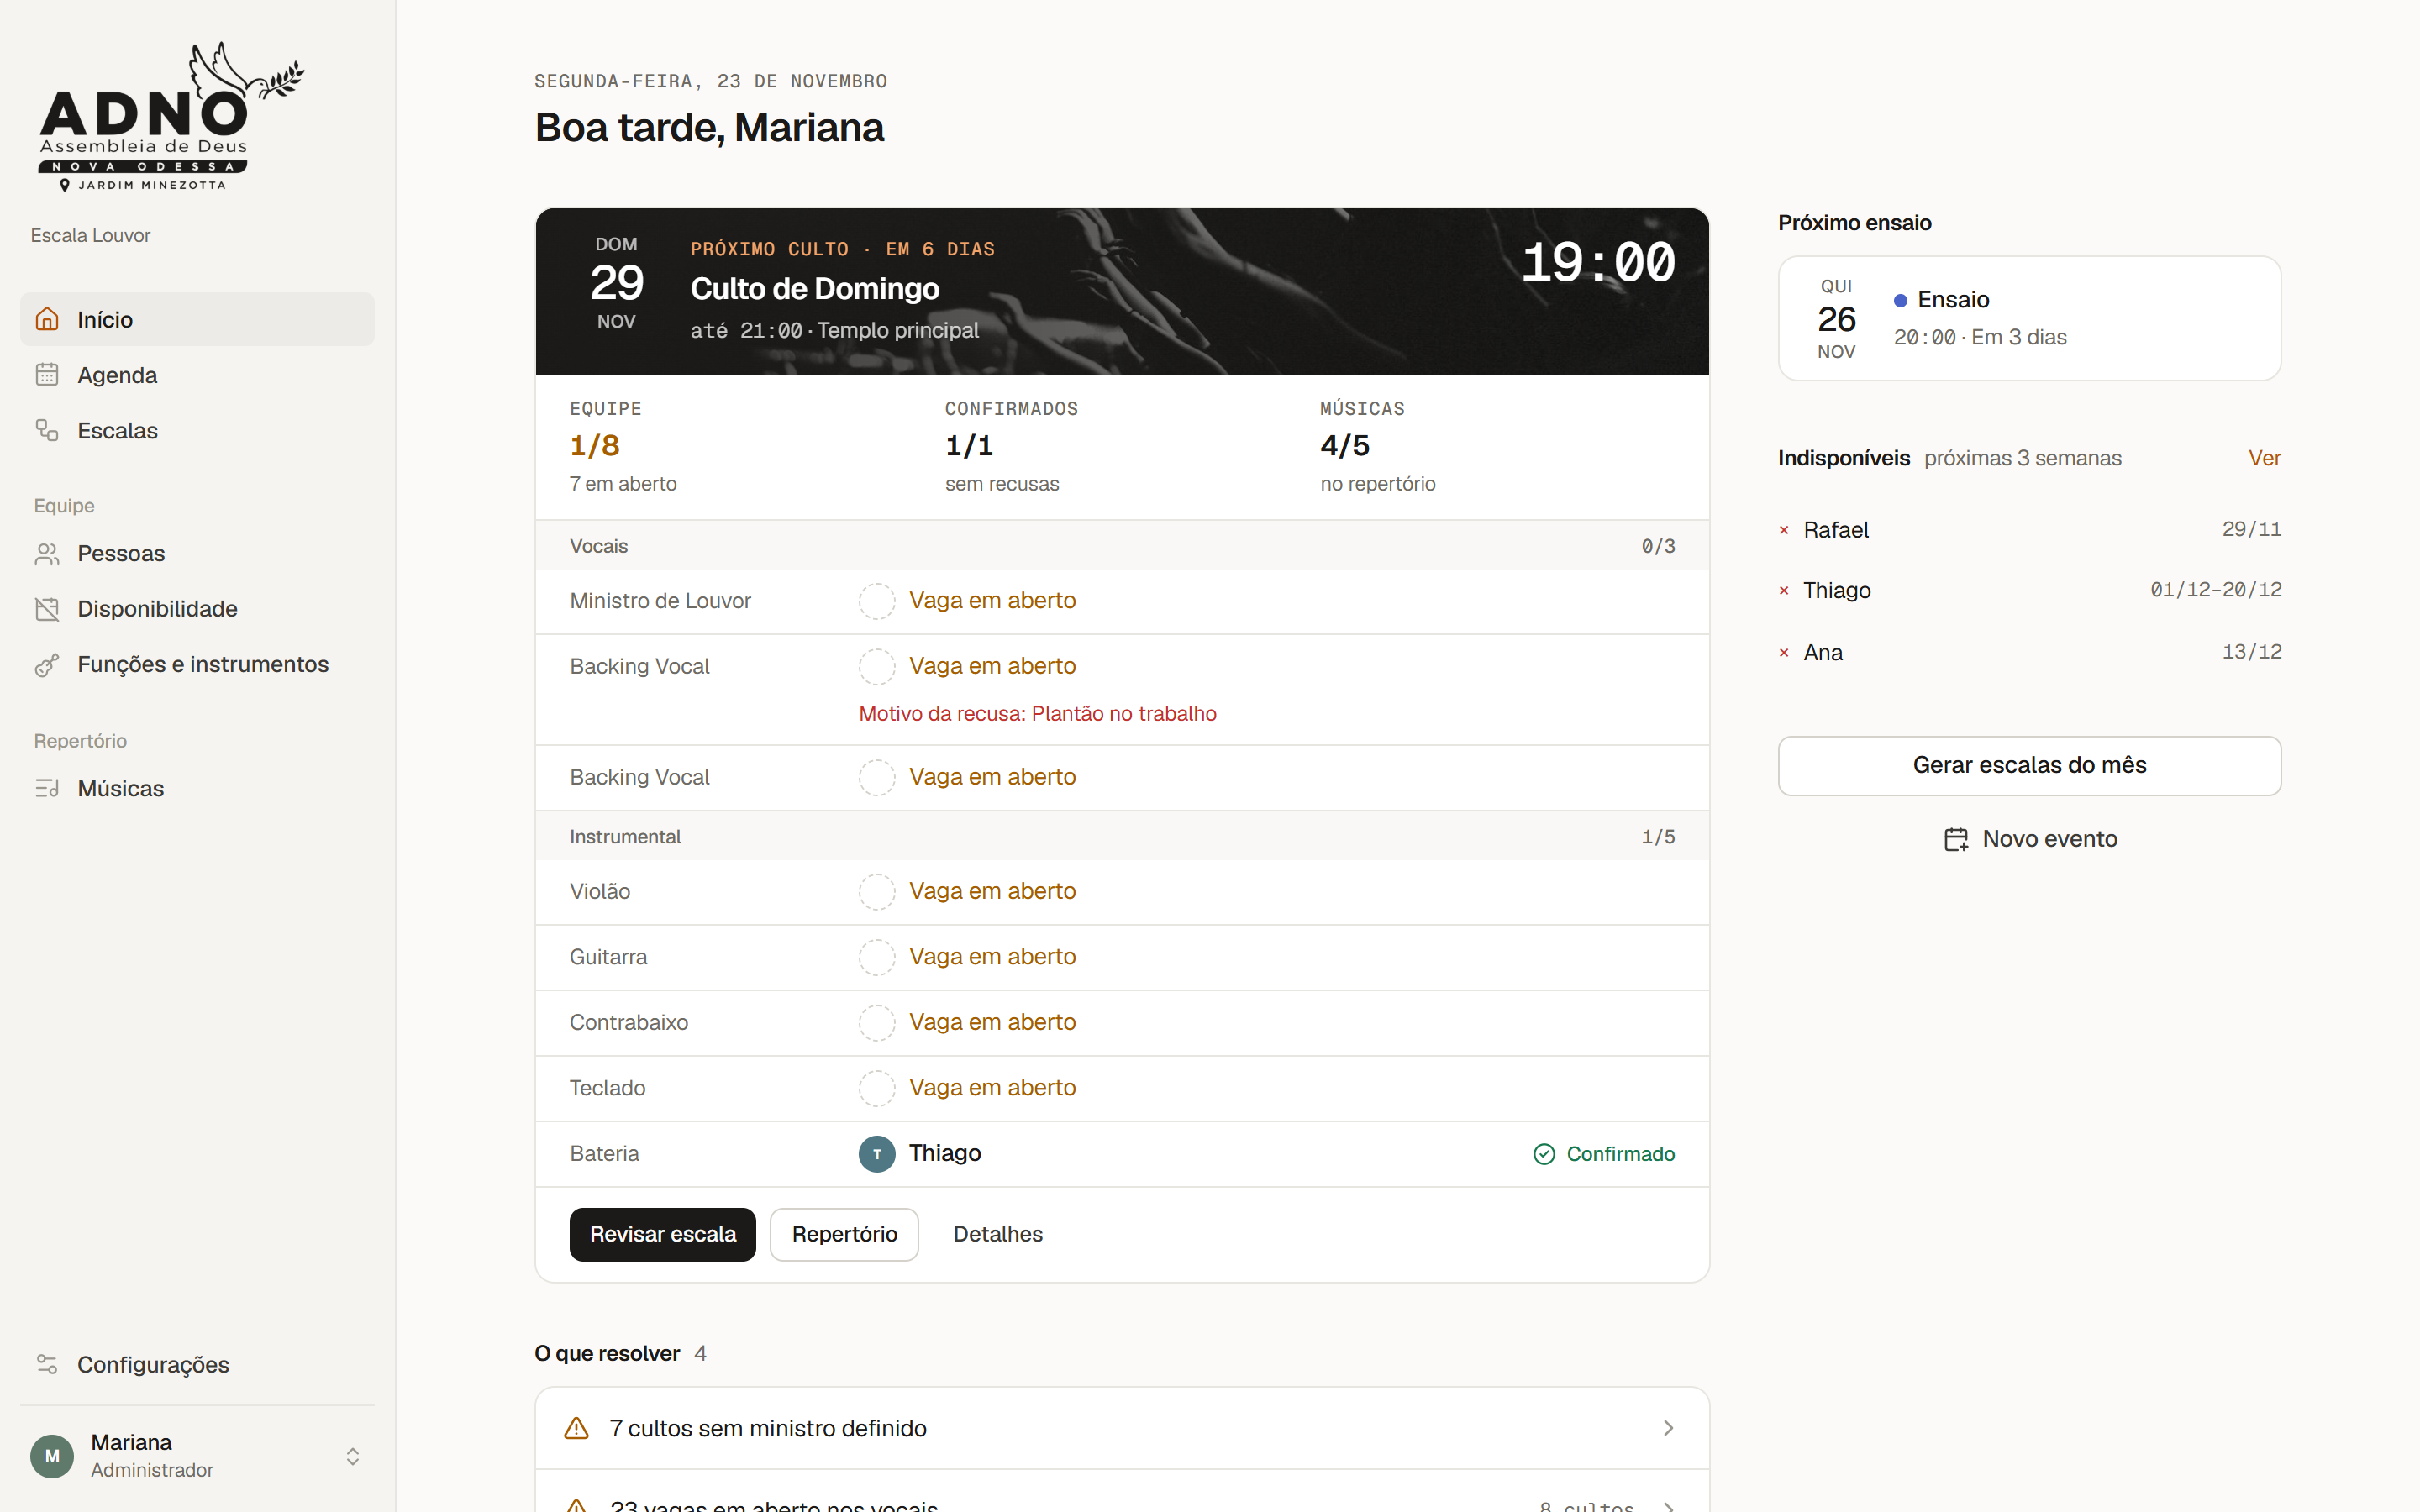 ADNO
Assembleia de Deus
NOVA ODESSA
JARDIM MINEZOTTA
Escala Louvor
Início
Agenda
Escalas
Equipe
Pessoas
Disponibilidade
Funções e instrumentos
Repertório
Músicas
Configurações
M
Mariana
Administrador
SEGUNDA-FEIRA, 23 DE NOVEMBRO
Boa tarde, Mariana
DOM
29
NOV
PRÓXIMO CULTO · EM 6 DIAS
Culto de Domingo
até 21:00 · Templo principal
19:00
EQUIPE
1/8
7 em aberto
CONFIRMADOS
1/1
sem recusas
MÚSICAS
4/5
no repertório
Vocais 0/3
Ministro de Louvor Vaga em aberto
Backing Vocal Vaga em aberto
Motivo da recusa: Plantão no trabalho
Backing Vocal Vaga em aberto
Instrumental 1/5
Violão Vaga em aberto
Guitarra Vaga em aberto
Contrabaixo Vaga em aberto
Teclado Vaga em aberto
Bateria T Thiago Confirmado
Revisar escala Repertório Detalhes
O que resolver 4
7 cultos sem ministro definido
23 vagas em aberto nos vocais 8 cultos
Próximo ensaio
QUI
26
NOV
Ensaio
20:00 · Em 3 dias
Indisponíveis próximas 3 semanas Ver
× Rafael 29/11
× Thiago 01/12–20/12
× Ana 13/12
Gerar escalas do mês
Novo evento